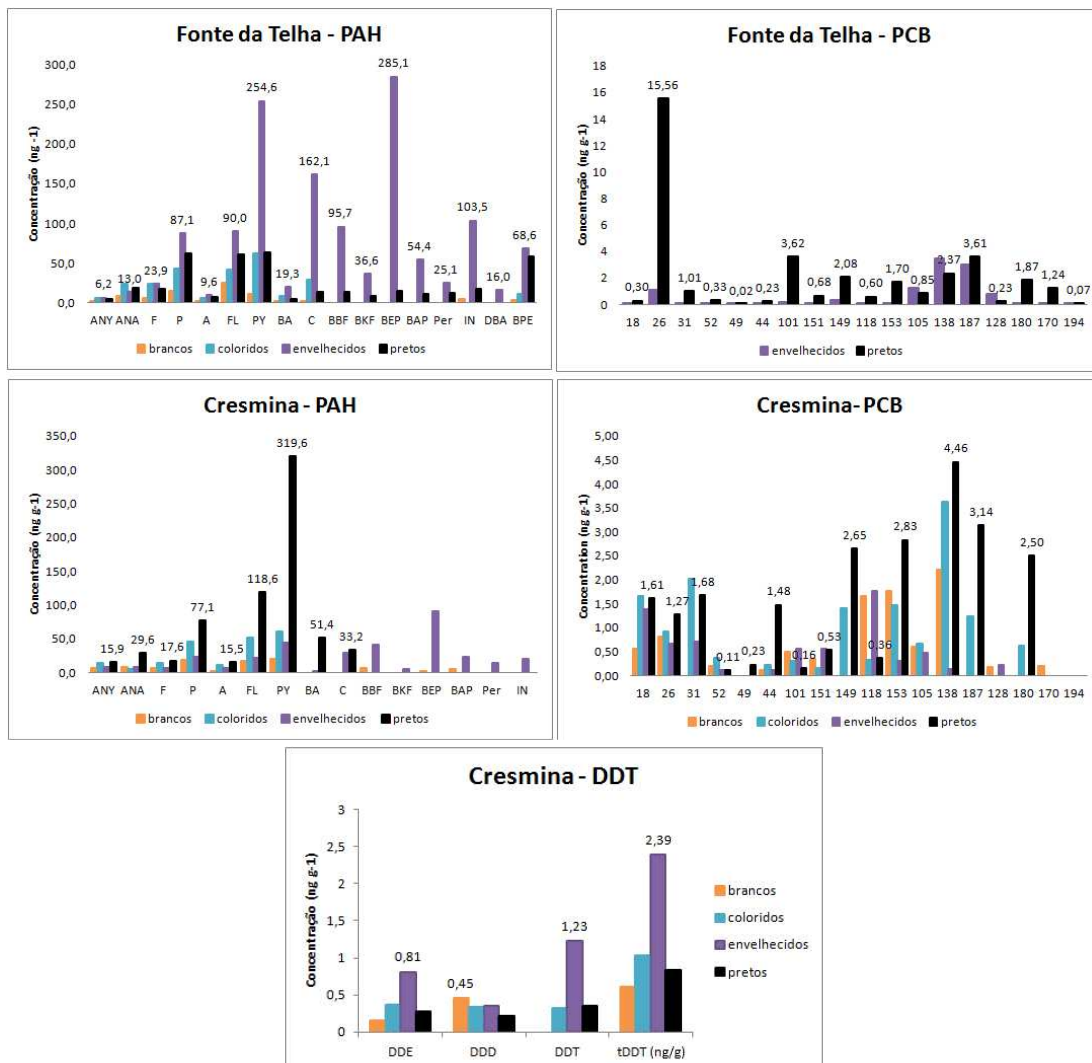 Fonte da Telha - PAH
Concentração (ng -1)
300,0
250,0
200,0
150,0
100,0
50,0
0,0
6,2 13,0 23,9 87,1 9,6 90,0 254,6 19,3 162,1 95,7 36,6 285,1 54,4 25,1 103,5 16,0 68,6
ANY ANA F P A FL PY BA C BBF BKF BEP BAP Per IN DBA BPE
brancos coloridos envelhecidos pretos
Fonte da Telha - PCB
Concentração (ng g-1)
18
16
14
12
10
8
6
4
2
0
0,30 15,56 1,01 0,33 0,02 0,23 3,62 0,68 2,08 0,60 1,70 0,85 2,37 3,61 0,23 1,87 1,24 0,07
18 26 31 52 49 44 101 151 149 118 153 105 138 187 128 180 170 194
envelhecidos pretos
Cresmina - PAH
Concentração (ng g-1)
350,0
300,0
250,0
200,0
150,0
100,0
50,0
0,0
15,9 29,6 17,6 77,1 15,5 118,6 319,6 51,4 33,2
ANY ANA F P A FL PY BA C BBF BKF BEP BAP Per IN
brancos coloridos envelhecidos pretos
Cresmina- PCB
Concentration (ng g-1)
5,00
4,50
4,00
3,50
3,00
2,50
2,00
1,50
1,00
0,50
0,00
1,61 1,27 1,68 0,11 0,23 1,48 0,16 0,53 2,65 0,36 2,83 4,46 3,14 2,50
18 26 31 52 49 44 101 151 149 118 153 105 138 187 128 180 170 194
brancos coloridos envelhecidos pretos
Cresmina - DDT
Concentração (ng g-1)
3
2,5
2
1,5
1
0,5
0
0,81 0,45 1,23 2,39
DDE DDD DDT tDDT (ng/g)
brancos
coloridos
envelhecidos
pretos